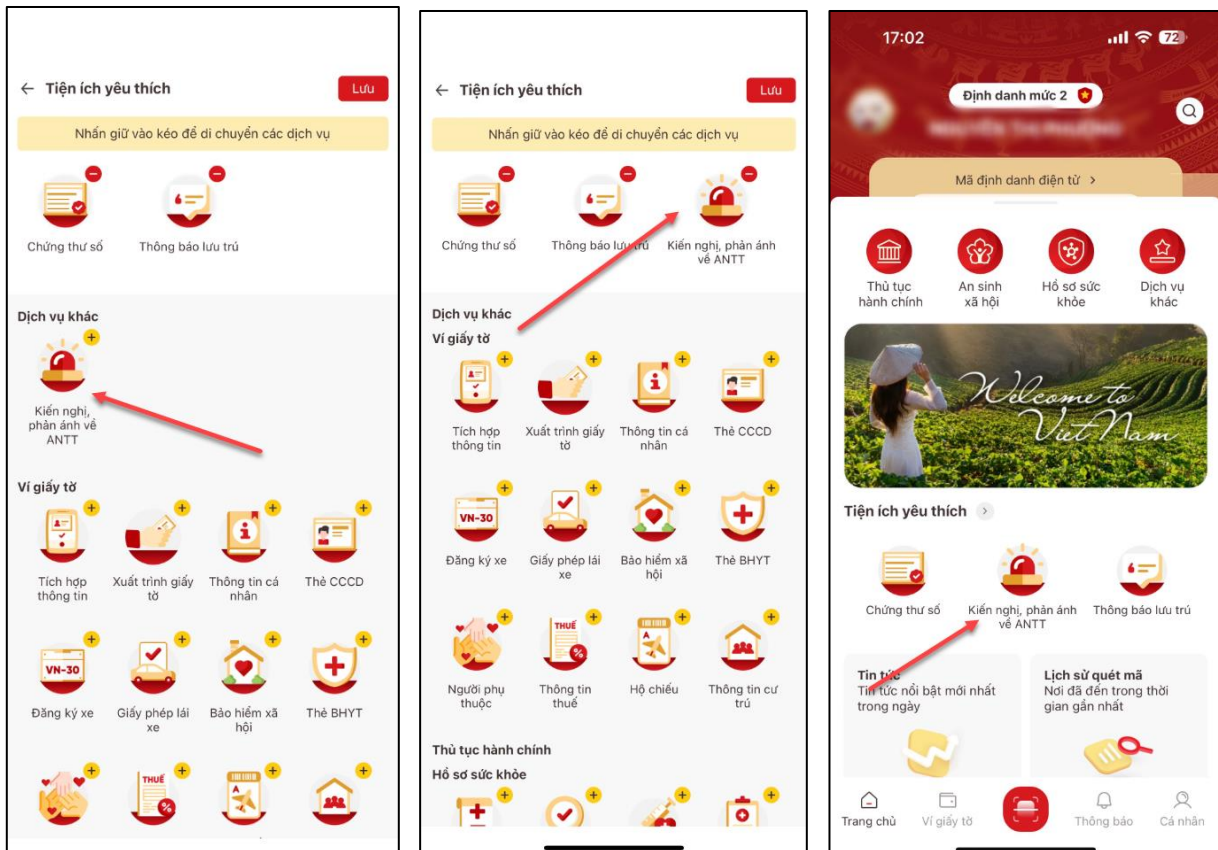 Tiện ích yêu thích
Lưu
Nhấn giữ vào kéo để di chuyển các dịch vụ
Chứng thư số
Thông báo lưu trú
Dịch vụ khác
Kiến nghị,
phản ánh về
ANTT
Ví giấy tờ
Tích hợp
thông tin
Xuất trình giấy
tờ
Thông tin cá
nhân
Thẻ CCCD
VN-30
Đăng ký xe
Giấy phép lái
xe
Bảo hiểm xã
hội
Thẻ BHYT
THUẾ
Tiện ích yêu thích
Lưu
Nhấn giữ vào kéo để di chuyển các dịch vụ
Chứng thư số
Thông báo lưu trú
Kiến nghị, phản ánh
về ANTT
Dịch vụ khác
Ví giấy tờ
Tích hợp
thông tin
Xuất trình giấy
tờ
Thông tin cá
nhân
Thẻ CCCD
VN-30
Đăng ký xe
Giấy phép lái
xe
Bảo hiểm xã
hội
Thẻ BHYT
THUẾ
Người phụ
thuộc
Thông tin
thuế
Hộ chiếu
Thông tin cư
trú
Thủ tục hành chính
Hồ sơ sức khỏe
17:02
72
Định danh mức 2
Mã định danh điện tử
Thủ tục
hành chính
An sinh
xã hội
Hồ sơ sức
khỏe
Dịch vụ
khác
Welcome to
Viet Nam
Tiện ích yêu thích
Chứng thư số
Kiến nghị, phản ánh
về ANTT
Thông báo lưu trú
Tin tức
Tin tức nổi bật mới nhất
trong ngày
Lịch sử quét mã
Nơi đã đến trong thời
gian gần nhất
Trang chủ
Ví giấy tờ
Thông báo
Cá nhân